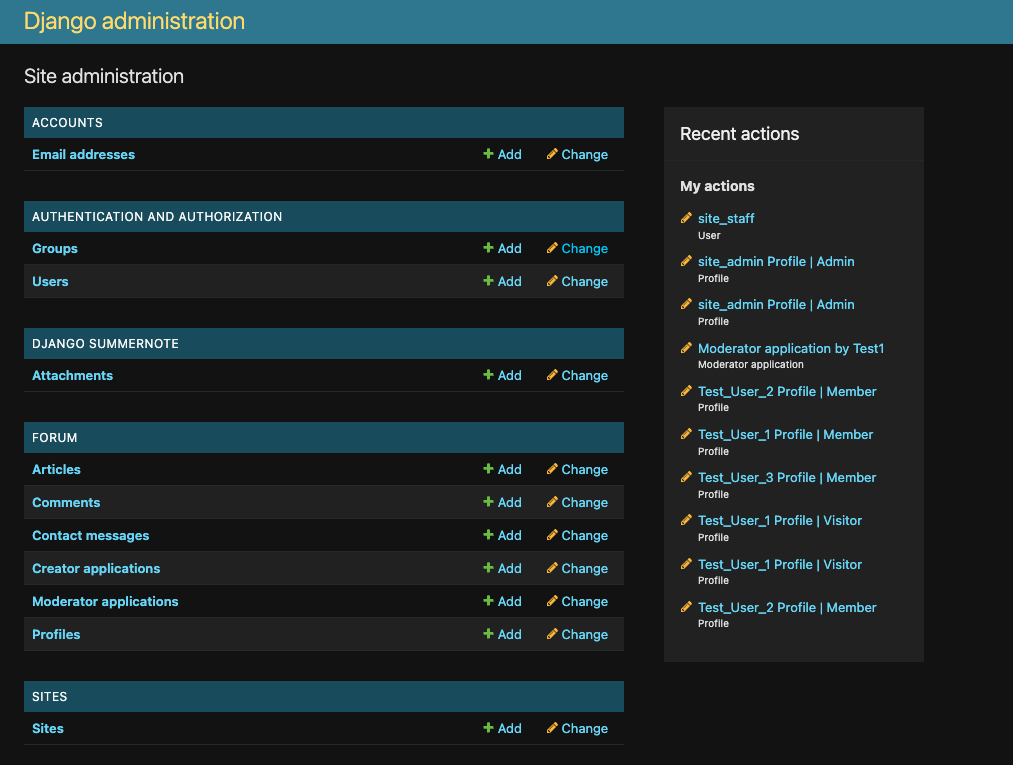 Django administration
Site administration
ACCOUNTS
Email addresses Add Change
AUTHENTICATION AND AUTHORIZATION
Groups Add Change
Users Add Change
DJANGO SUMMERNOTE
Attachments Add Change
FORUM
Articles Add Change
Comments Add Change
Contact messages Add Change
Creator applications Add Change
Moderator applications Add Change
Profiles Add Change
SITES
Sites Add Change
Recent actions
My actions
site_staff
User
site_admin Profile | Admin
Profile
site_admin Profile | Admin
Profile
Moderator application by Test1
Moderator application
Test_User_2 Profile | Member
Profile
Test_User_1 Profile | Member
Profile
Test_User_3 Profile | Member
Profile
Test_User_1 Profile | Visitor
Profile
Test_User_1 Profile | Visitor
Profile
Test_User_2 Profile | Member
Profile